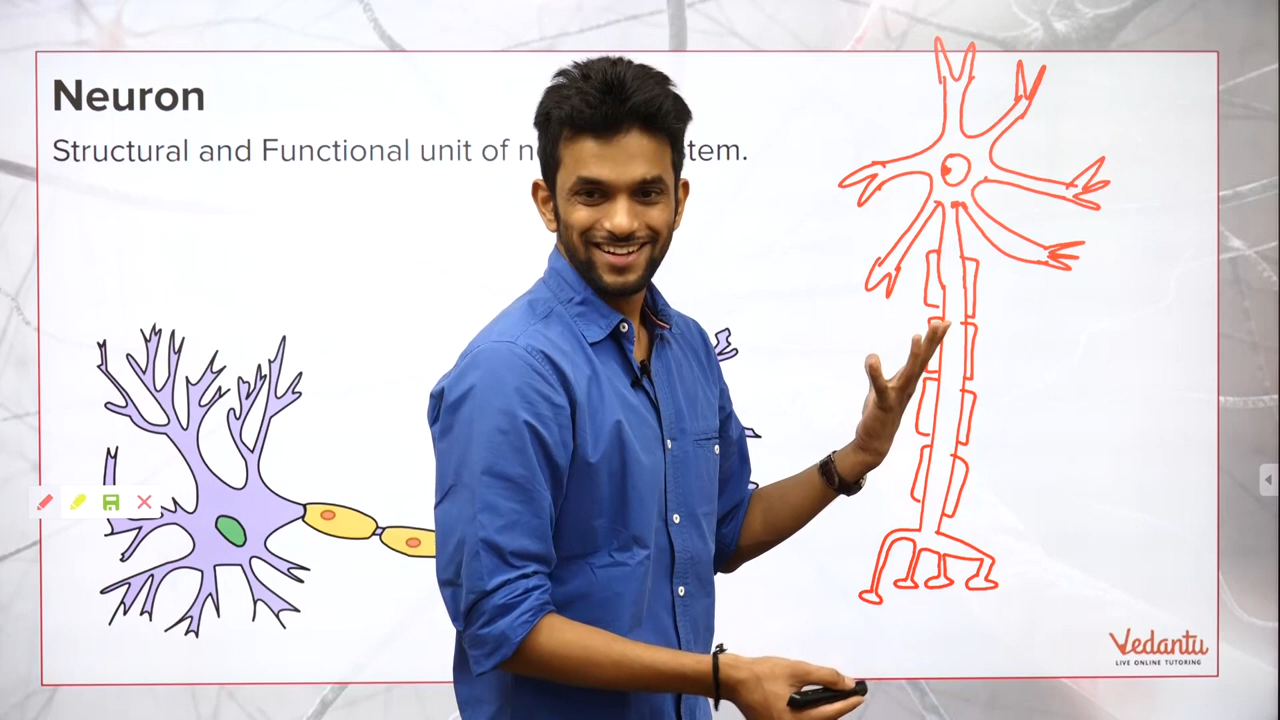 Neuron
Structural and Functional unit of n tem.
Vedantu
LIVE ONLINE TUTORING